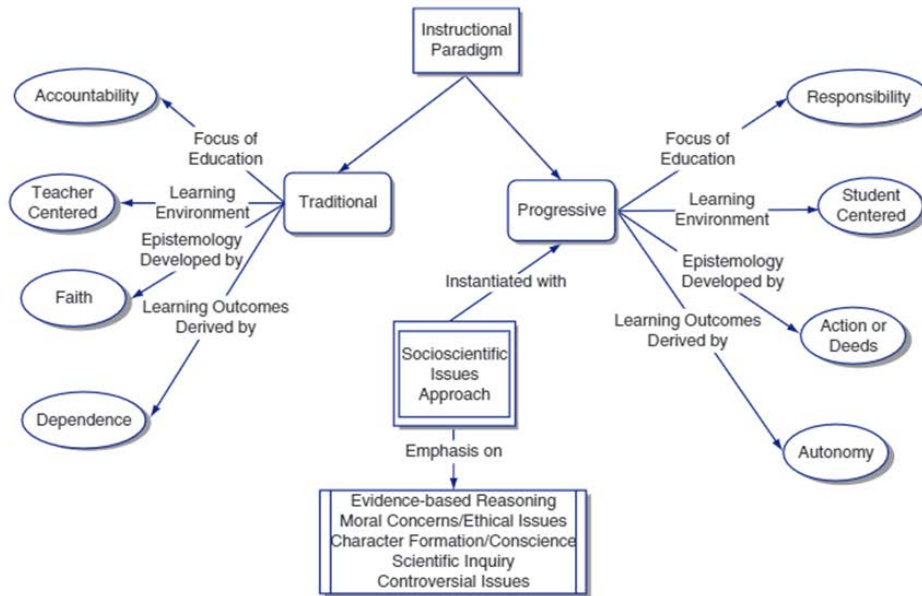 Instructional
Paradigm
Accountability
Responsibility
Focus of
Education
Focus of
Education
Teacher
Centered
Learning
Environment
Traditional
Progressive
Learning
Environment
Student
Centered
Epistemology
Developed by
Epistemology
Developed by
Faith
Instantiated with
Learning Outcomes
Derived by
Learning Outcomes
Derived by
Action or
Deeds
Socioscientific
Issues
Approach
Dependence
Emphasis on
Autonomy
Evidence-based Reasoning
Moral Concerns/Ethical Issues
Character Formation/Conscience
Scientific Inquiry
Controversial Issues